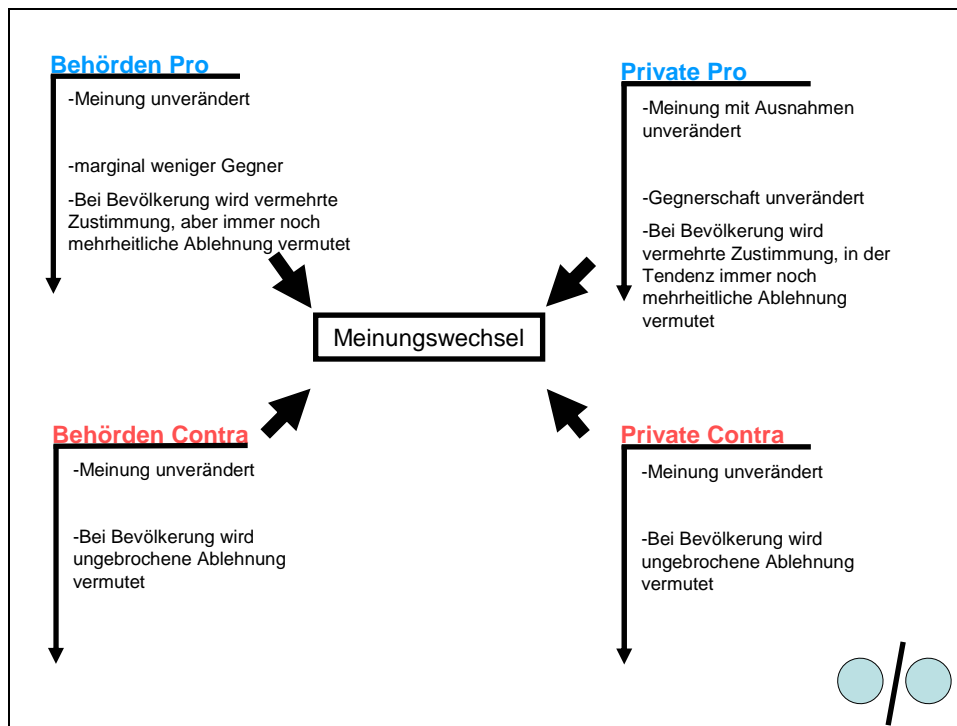 Behörden Pro
-Meinung unverändert
-marginal weniger Gegner
-Bei Bevölkerung wird vermehrte
Zustimmung, aber immer noch
mehrheitliche Ablehnung vermutet
Private Pro
-Meinung mit Ausnahmen
unverändert
-Gegnerschaft unverändert
-Bei Bevölkerung wird
vermehrte Zustimmung, in der
Tendenz immer noch
mehrheitliche Ablehnung
vermutet
Meinungswechsel
Behörden Contra
-Meinung unverändert
-Bei Bevölkerung wird
ungebrochene Ablehnung
vermutet
Private Contra
-Meinung unverändert
-Bei Bevölkerung wird
ungebrochene Ablehnung
vermutet